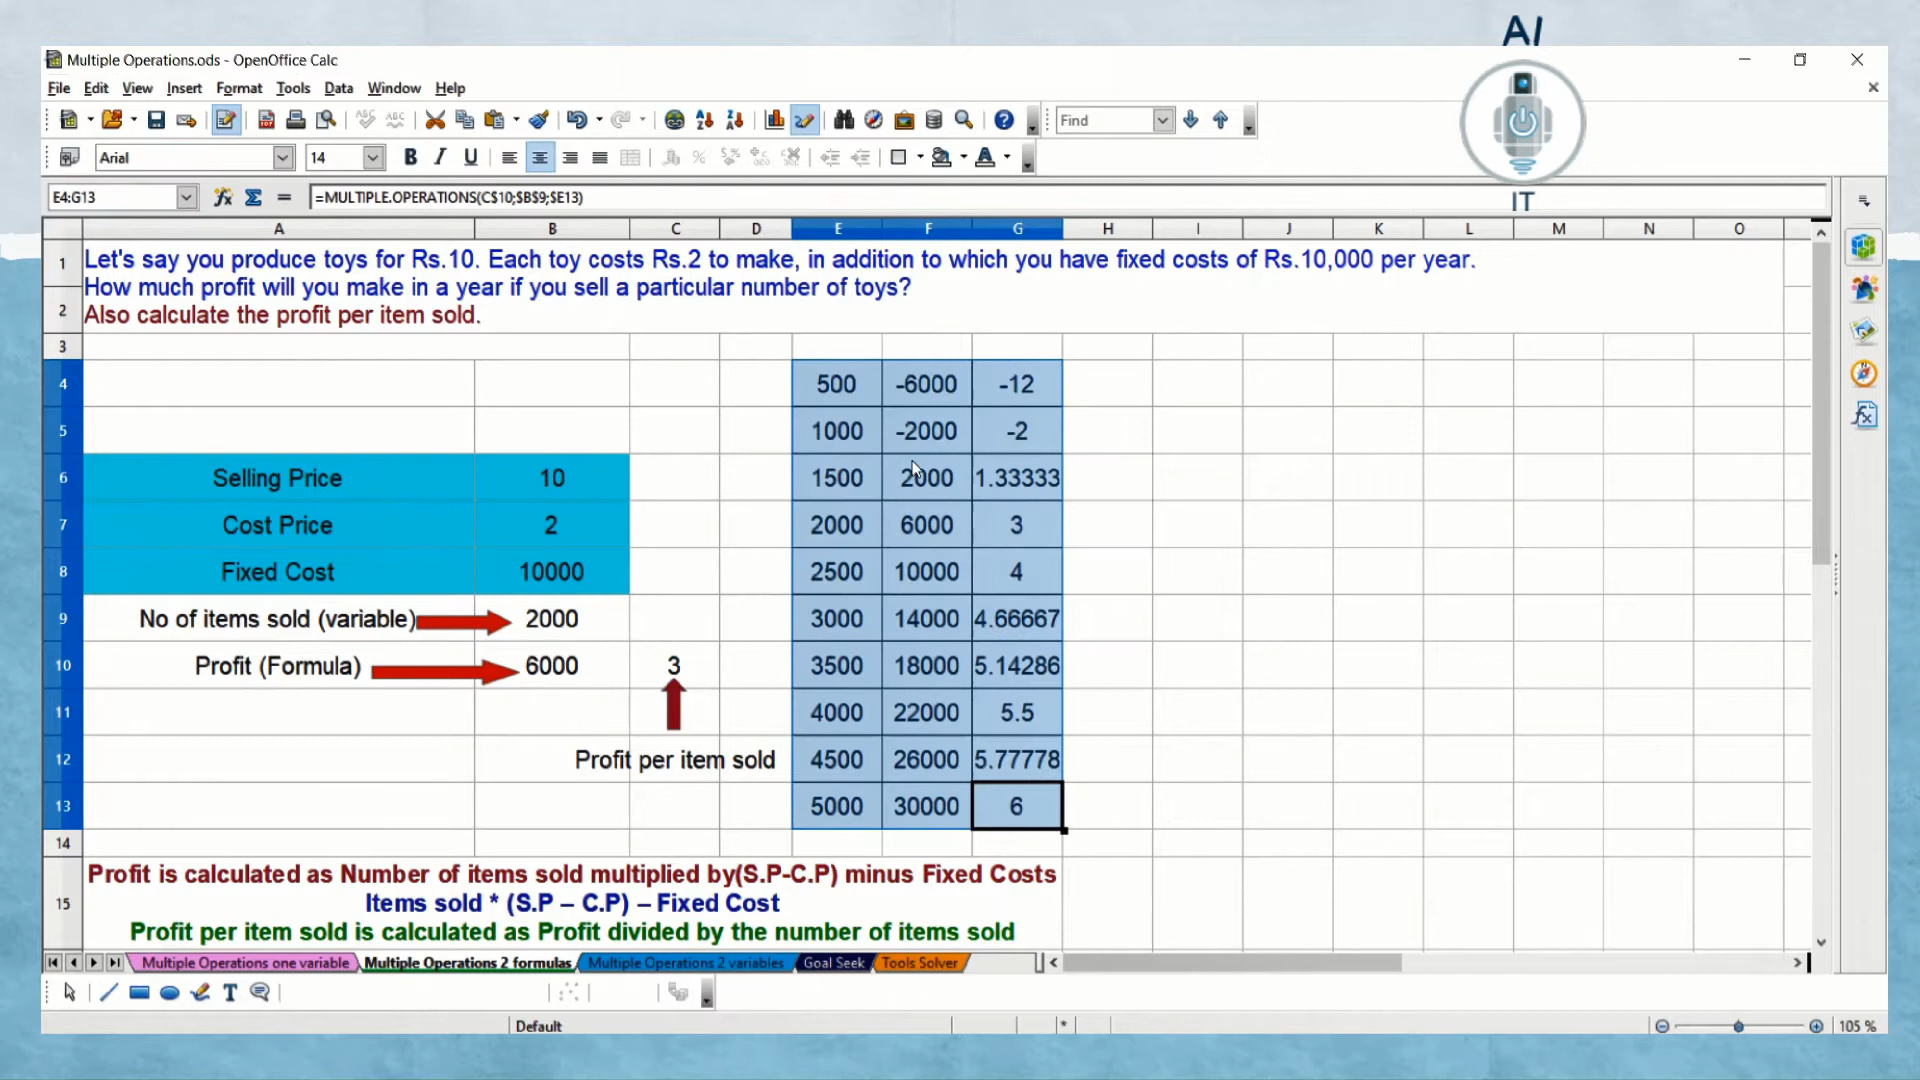 AI
Multiple Operations.ods - OpenOffice Calc
File Edit View Insert Format Tools Data Window Help
Find
Arial 14
E4:G13 =MULTIPLE.OPERATIONS(C$10;$B$9;$E13)
IT
A B C D E F G H I J K L M N O
1 Let's say you produce toys for Rs.10. Each toy costs Rs.2 to make, in addition to which you have fixed costs of Rs.10,000 per year.
How much profit will you make in a year if you sell a particular number of toys?
2 Also calculate the profit per item sold.
3
4 500 -6000 -12
5 1000 -2000 -2
6 Selling Price 10 1500 2000 1.33333
7 Cost Price 2 2000 6000 3
8 Fixed Cost 10000 2500 10000 4
9 No of items sold (variable) 2000 3000 14000 4.66667
10 Profit (Formula) 6000 3 3500 18000 5.14286
11 4000 22000 5.5
12 Profit per item sold 4500 26000 5.77778
13 5000 30000 6
14
Profit is calculated as Number of items sold multiplied by(S.P-C.P) minus Fixed Costs
15 Items sold * (S.P – C.P) – Fixed Cost
Profit per item sold is calculated as Profit divided by the number of items sold
Multiple Operations one variable Multiple Operations 2 formulas Multiple Operations 2 variables Goal Seek Tools Solver
Default * 105 %